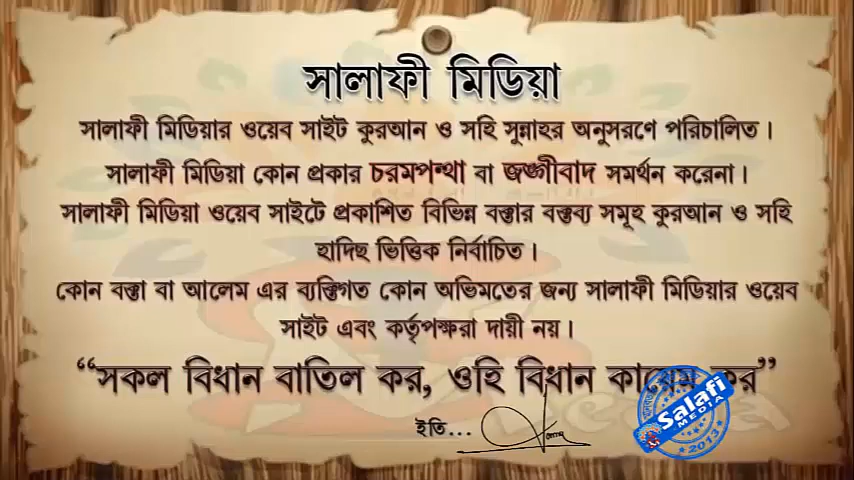 সালাফী মিডিয়া
সালাফী মিডিয়ার ওয়েব সাইট কুরআন ও সহি সুন্নাহর অনুসরণে পরিচালিত।
সালাফী মিডিয়া কোন প্রকার চরমপন্থা বা জঙ্গীবাদ সমর্থন করেনা।
সালাফী মিডিয়া ওয়েব সাইটে প্রকাশিত বিভিন্ন বক্তার বক্তব্য সমূহ কুরআন ও সহি
হাদিছ ভিত্তিক নির্বাচিত।
কোন বক্তা বা আলেম এর ব্যক্তিগত কোন অভিমতের জন্য সালাফী মিডিয়ার ওয়েব
সাইট এবং কর্তৃপক্ষরা দায়ী নয়।
“সকল বিধান বাতিল কর, ওহি বিধান কায়েম কর”
ইতি...
Salafi
MEDIA
2013